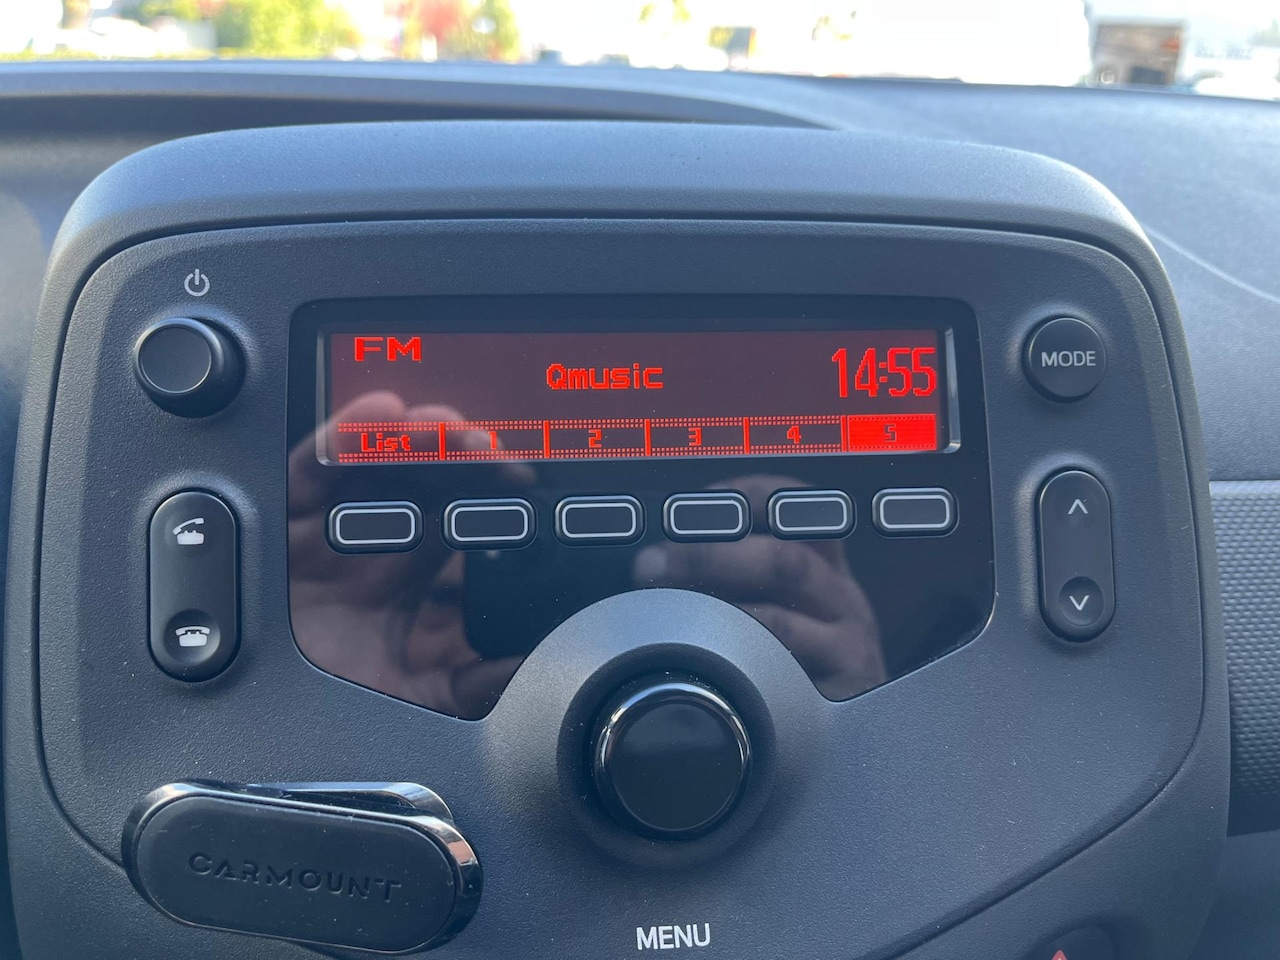 FM
Qmusic
14:55
List 1 2 3 4 5
MODE
CARMOUNT
MENU